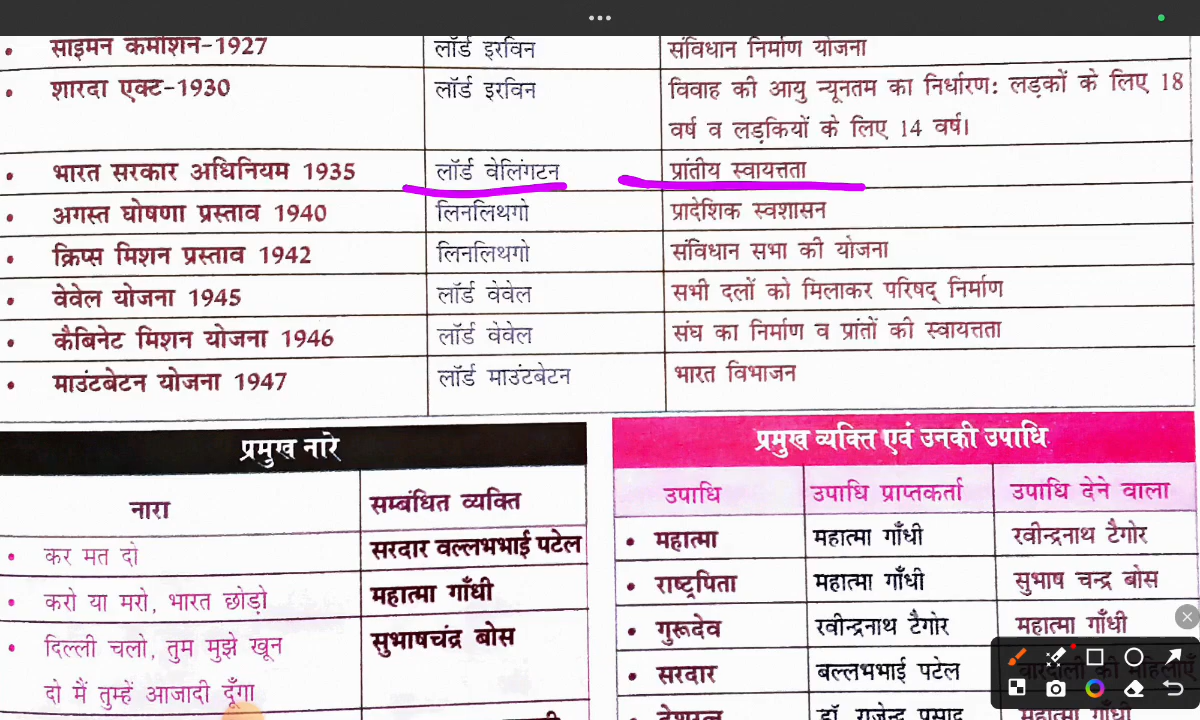 • साइमन कमीशन-1927 लॉर्ड इरविन संविधान निर्माण योजना
• शारदा एक्ट-1930 लॉर्ड इरविन विवाह की आयु न्यूनतम का निर्धारण: लड़कों के लिए 18
वर्ष व लड़कियों के लिए 14 वर्ष।
• भारत सरकार अधिनियम 1935 लॉर्ड वेलिंगटन प्रांतीय स्वायत्तता
• अगस्त घोषणा प्रस्ताव 1940 लिनलिथगो प्रादेशिक स्वशासन
• क्रिप्स मिशन प्रस्ताव 1942 लिनलिथगो संविधान सभा की योजना
• वेवेल योजना 1945 लॉर्ड वेवेल सभी दलों को मिलाकर परिषद् निर्माण
• कैबिनेट मिशन योजना 1946 लॉर्ड वेवेल संघ का निर्माण व प्रांतों की स्वायत्तता
• माउंटबेटन योजना 1947 लॉर्ड माउंटबेटन भारत विभाजन
प्रमुख नारे
नारा सम्बंधित व्यक्ति
• कर मत दो सरदार वल्लभभाई पटेल
• करो या मरो, भारत छोड़ो महात्मा गाँधी
• दिल्ली चलो, तुम मुझे खून सुभाषचंद्र बोस
दो मैं तुम्हें आजादी दूँगा
प्रमुख व्यक्ति एवं उनकी उपाधि
उपाधि उपाधि प्राप्तकर्ता उपाधि देने वाला
• महात्मा महात्मा गाँधी रवीन्द्रनाथ टैगोर
• राष्ट्रपिता महात्मा गाँधी सुभाष चन्द्र बोस
• गुरूदेव रवीन्द्रनाथ टैगोर महात्मा गाँधी
• सरदार बल्लभभाई पटेल वारदोली की महिलाएँ
डॉ राजेन्द्र प्रसाद महात्मा गाँधी